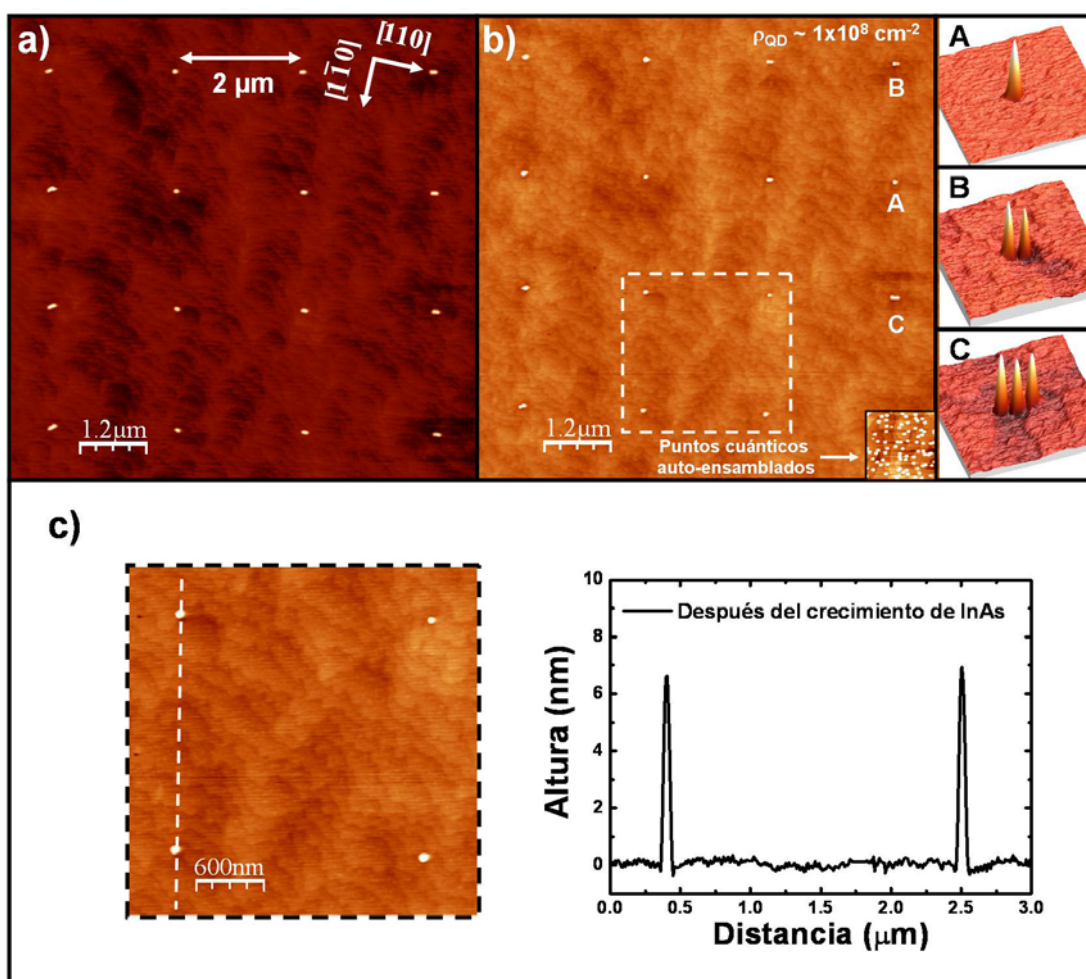 a)
2 µm
[110]
[11̄0]
1.2µm
b)
ρQD ~ 1x10⁸ cm⁻²
B
A
C
1.2µm
Puntos cuánticos
auto-ensamblados
A
B
C
c)
600nm
Después del crecimiento de InAs
Altura (nm)
10
8
6
4
2
0
0.0 0.5 1.0 1.5 2.0 2.5 3.0
Distancia (µm)